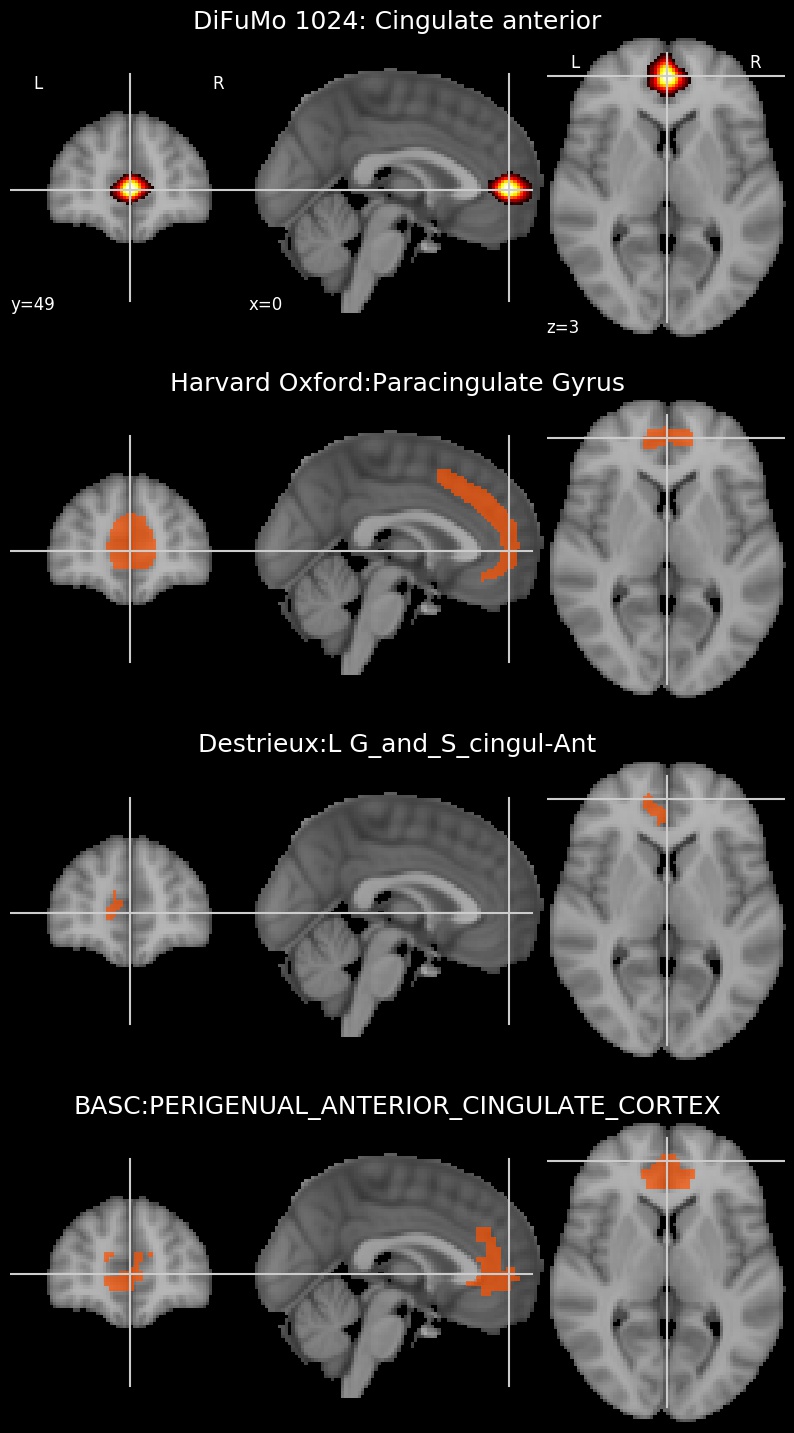 DiFuMo 1024: Cingulate anterior
L R L R
y=49 x=0 z=3
Harvard Oxford:Paracingulate Gyrus
Destrieux:L G_and_S_cingul-Ant
BASC:PERIGENUAL_ANTERIOR_CINGULATE_CORTEX